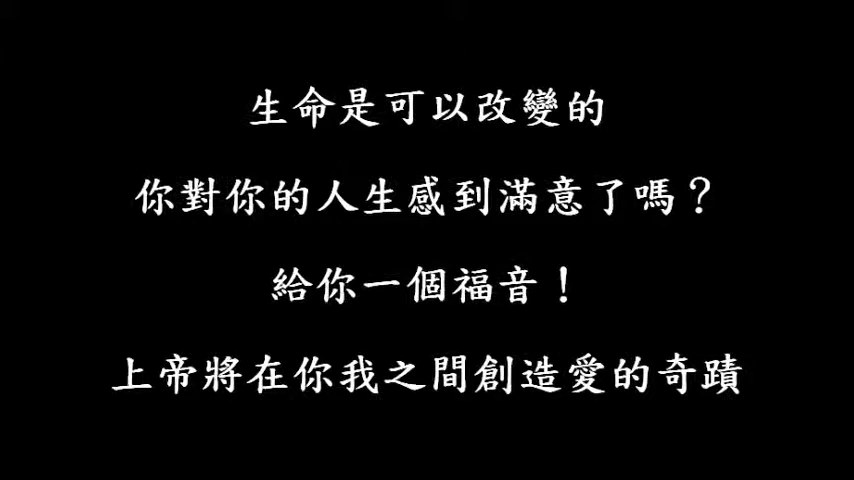 生命是可以改變的
你對你的人生感到滿意了嗎？
給你一個福音！
上帝將在你我之間創造愛的奇蹟